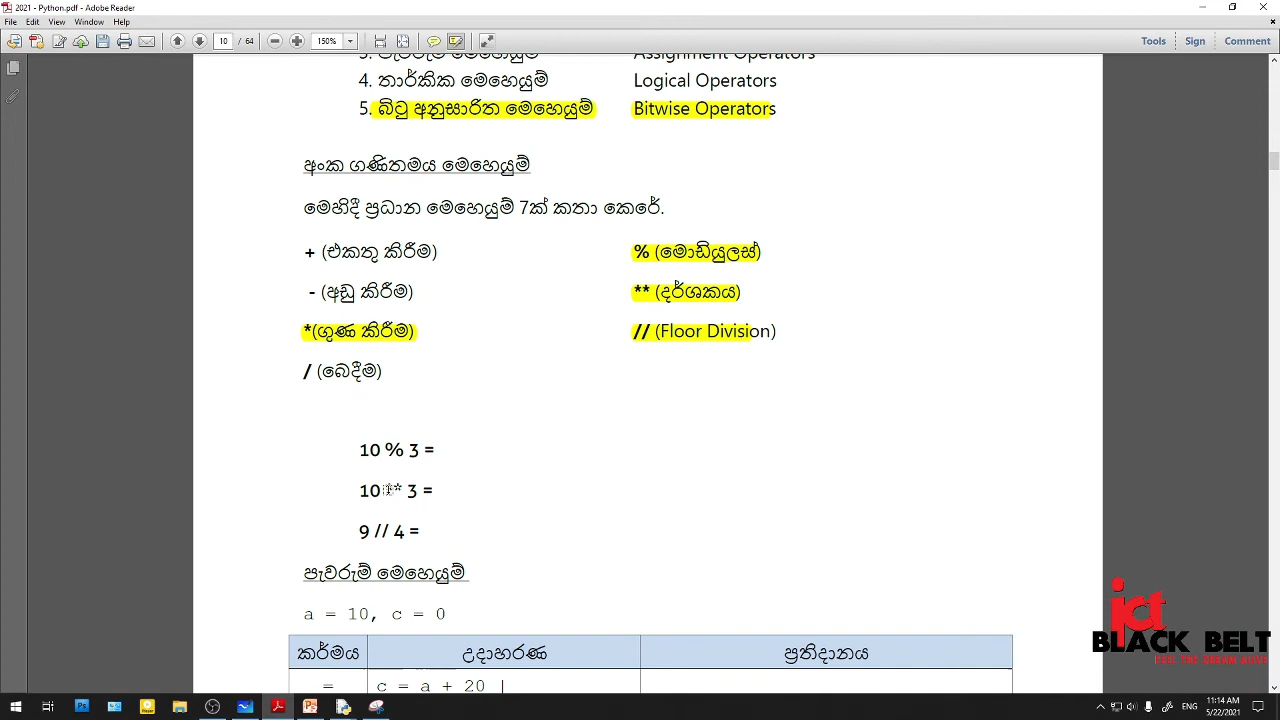 2021 - Python.pdf - Adobe Reader
File Edit View Window Help
10 / 64 150% Tools Sign Comment
4. තාර්කික මෙහෙයුම් Logical Operators
5. බිටු අනුසාරිත මෙහෙයුම් Bitwise Operators
අංක ගණිතමය මෙහෙයුම්
මෙහිදී ප්‍රධාන මෙහෙයුම් 7ක් කතා කෙරේ.
+ (එකතු කිරීම) % (මොඩියුලස්)
- (අඩු කිරීම) ** (දර්ශකය)
*(ගුණ කිරීම) // (Floor Division)
/ (බෙදීම)
10 % 3 =
10 ** 3 =
9 // 4 =
පැවරුම් මෙහෙයුම්
a = 10, c = 0
කර්මය උදාහරණ ප්‍රතිදානය
= c = a + 20
ict
BLACK BELT
ENG
11:14 AM
5/22/2021